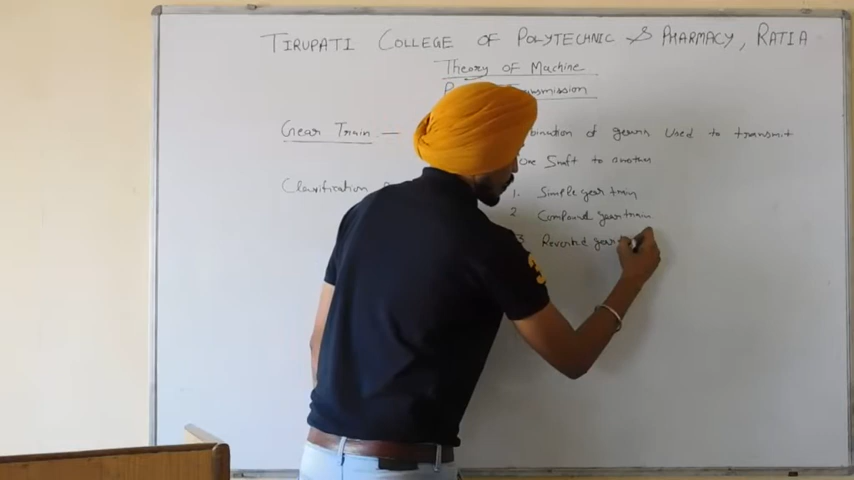 TIRUPATI COLLEGE OF POLYTECHNIC & PHARMACY, RATIA
Theory OF MACHINE
Transmission
Gear Train — of gears Used to transmit
One Shaft to another
Classification
1. Simple gear train
2 Compound gear train
3 Reverted gear
3